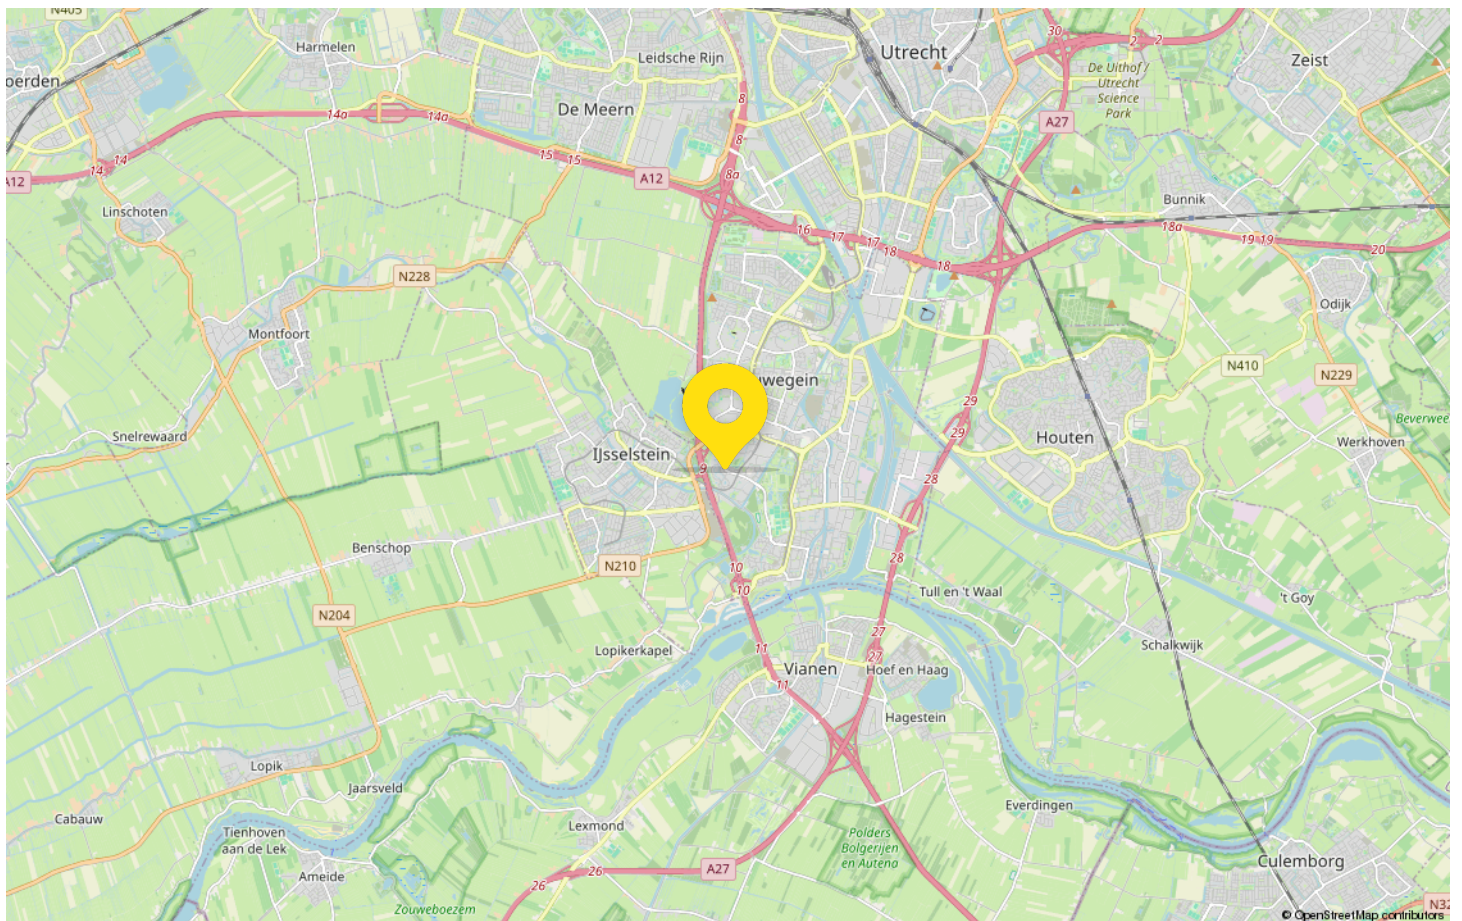 N405
Harmelen
Leidsche Rijn
Utrecht
30
2
2
Zeist
oerden
De Meern
De Uithof /
Utrecht
Science
Park
14a
14a
8
A27
8
14
14
15
15
A12
8a
A12
Linschoten
Bunnik
16
17
17
18
18
18a
19
19
20
N228
Odijk
Montfoort
uwegein
N410
N229
29
Beverwee
Snelrewaard
29
Houten
Werkhoven
IJsselstein
9
28
Benschop
28
N210
10
10
Tull en 't Waal
't Goy
N204
27
Lopikerkapel
11
27
Schalkwijk
Vianen
Hoef en Haag
11
Hagestein
Lopik
Jaarsveld
Everdingen
Cabauw
Tienhoven
aan de Lek
Lexmond
Polders
Bolgerijen
en Autena
Culemborg
Ameide
26
26
A27
Zouweboezem
N32
© OpenStreetMap contributors